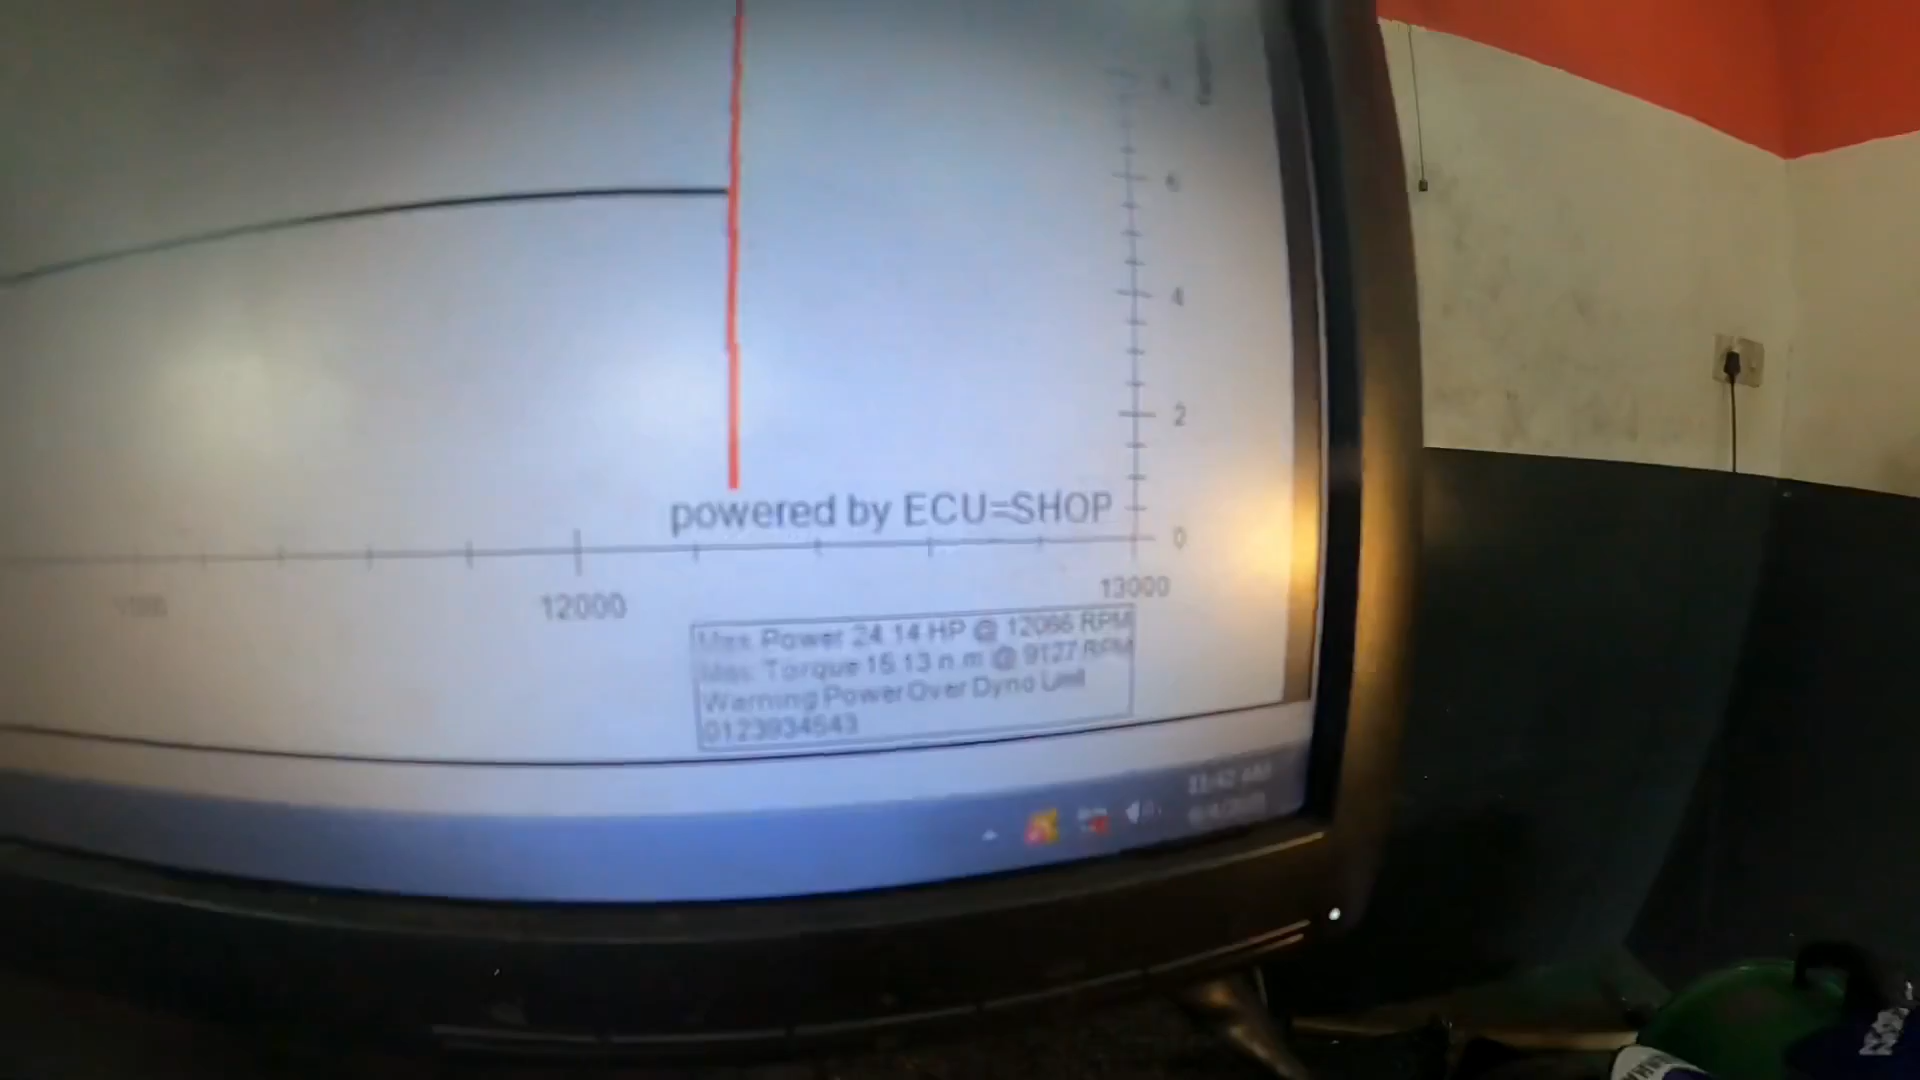 6
4
2
powered by ECU=SHOP
0
12000
13000
Max Power 24.14 HP @ 12066 RPM
Max Torque 15.13 n.m @ 9127 RPM
Warning Power Over Dyno Limit
0123934543